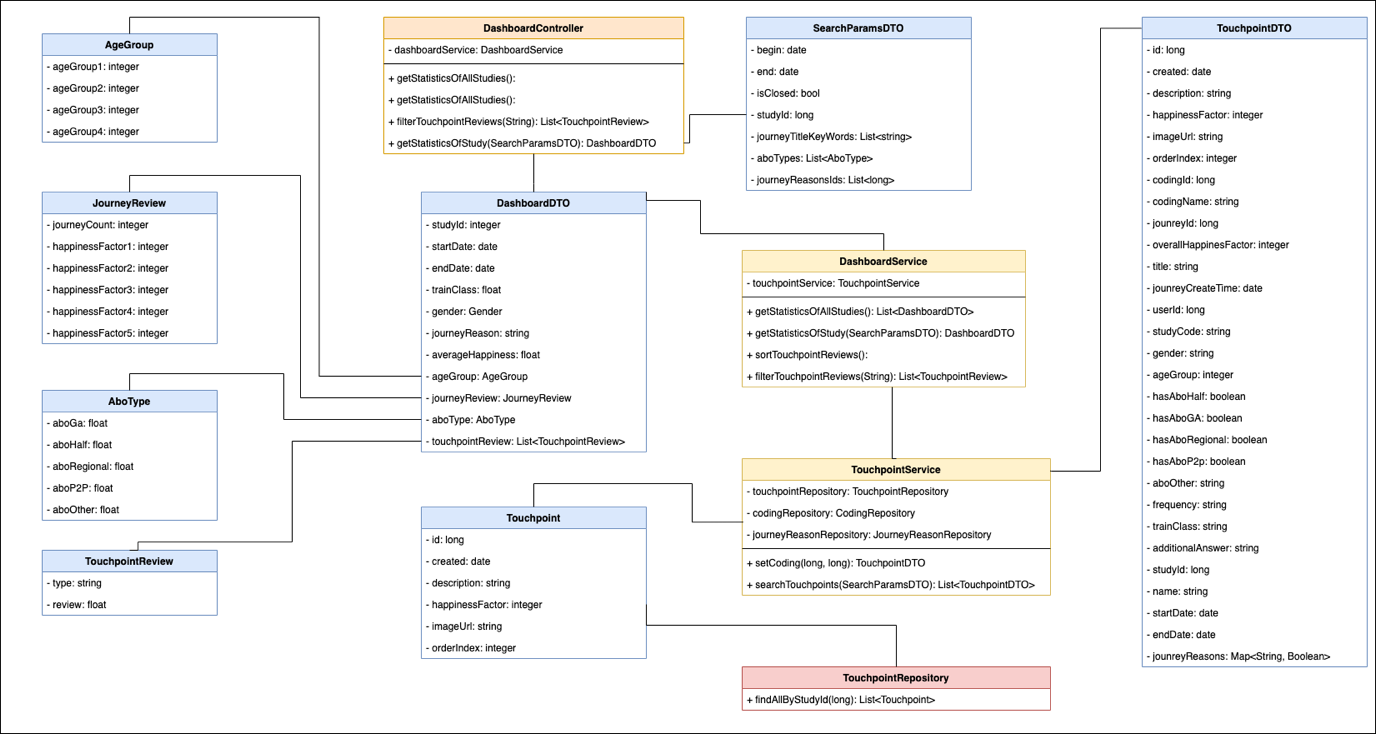 AgeGroup
- ageGroup1: integer
- ageGroup2: integer
- ageGroup3: integer
- ageGroup4: integer
DashboardController
- dashboardService: DashboardService
+ getStatisticsOfAllStudies():
+ getStatisticsOfAllStudies():
+ filterTouchpointReviews(String): List<TouchpointReview>
+ getStatisticsOfStudy(SearchParamsDTO): DashboardDTO
SearchParamsDTO
- begin: date
- end: date
- isClosed: bool
- studyId: long
- journeyTitleKeyWords: List<string>
- aboTypes: List<AboType>
- journeyReasonsIds: List<long>
TouchpointDTO
- id: long
- created: date
- description: string
- happinessFactor: integer
- imageUrl: string
- orderIndex: integer
- codingId: long
- codingName: string
- jounreyId: long
- overallHappinesFactor: integer
- title: string
- jounreyCreateTime: date
- userId: long
- studyCode: string
- gender: string
- ageGroup: integer
- hasAboHalf: boolean
- hasAboGA: boolean
- hasAboRegional: boolean
- hasAboP2p: boolean
- aboOther: string
- frequency: string
- trainClass: string
- additionalAnswer: string
- studyId: long
- name: string
- startDate: date
- endDate: date
- jounreyReasons: Map<String, Boolean>
JourneyReview
- journeyCount: integer
- happinessFactor1: integer
- happinessFactor2: integer
- happinessFactor3: integer
- happinessFactor4: integer
- happinessFactor5: integer
DashboardDTO
- studyId: integer
- startDate: date
- endDate: date
- trainClass: float
- gender: Gender
- journeyReason: string
- averageHappiness: float
- ageGroup: AgeGroup
- journeyReview: JourneyReview
- aboType: AboType
- touchpointReview: List<TouchpointReview>
DashboardService
- touchpointService: TouchpointService
+ getStatisticsOfAllStudies(): List<DashboardDTO>
+ getStatisticsOfStudy(SearchParamsDTO): DashboardDTO
+ sortTouchpointReviews():
+ filterTouchpointReviews(String): List<TouchpointReview>
AboType
- aboGa: float
- aboHalf: float
- aboRegional: float
- aboP2P: float
- aboOther: float
TouchpointService
- touchpointRepository: TouchpointRepository
- codingRepository: CodingRepository
- journeyReasonRepository: JourneyReasonRepository
+ setCoding(long, long): TouchpointDTO
+ searchTouchpoints(SearchParamsDTO): List<TouchpointDTO>
Touchpoint
- id: long
- created: date
- description: string
- happinessFactor: integer
- imageUrl: string
- orderIndex: integer
TouchpointReview
- type: string
- review: float
TouchpointRepository
+ findAllByStudyId(long): List<Touchpoint>